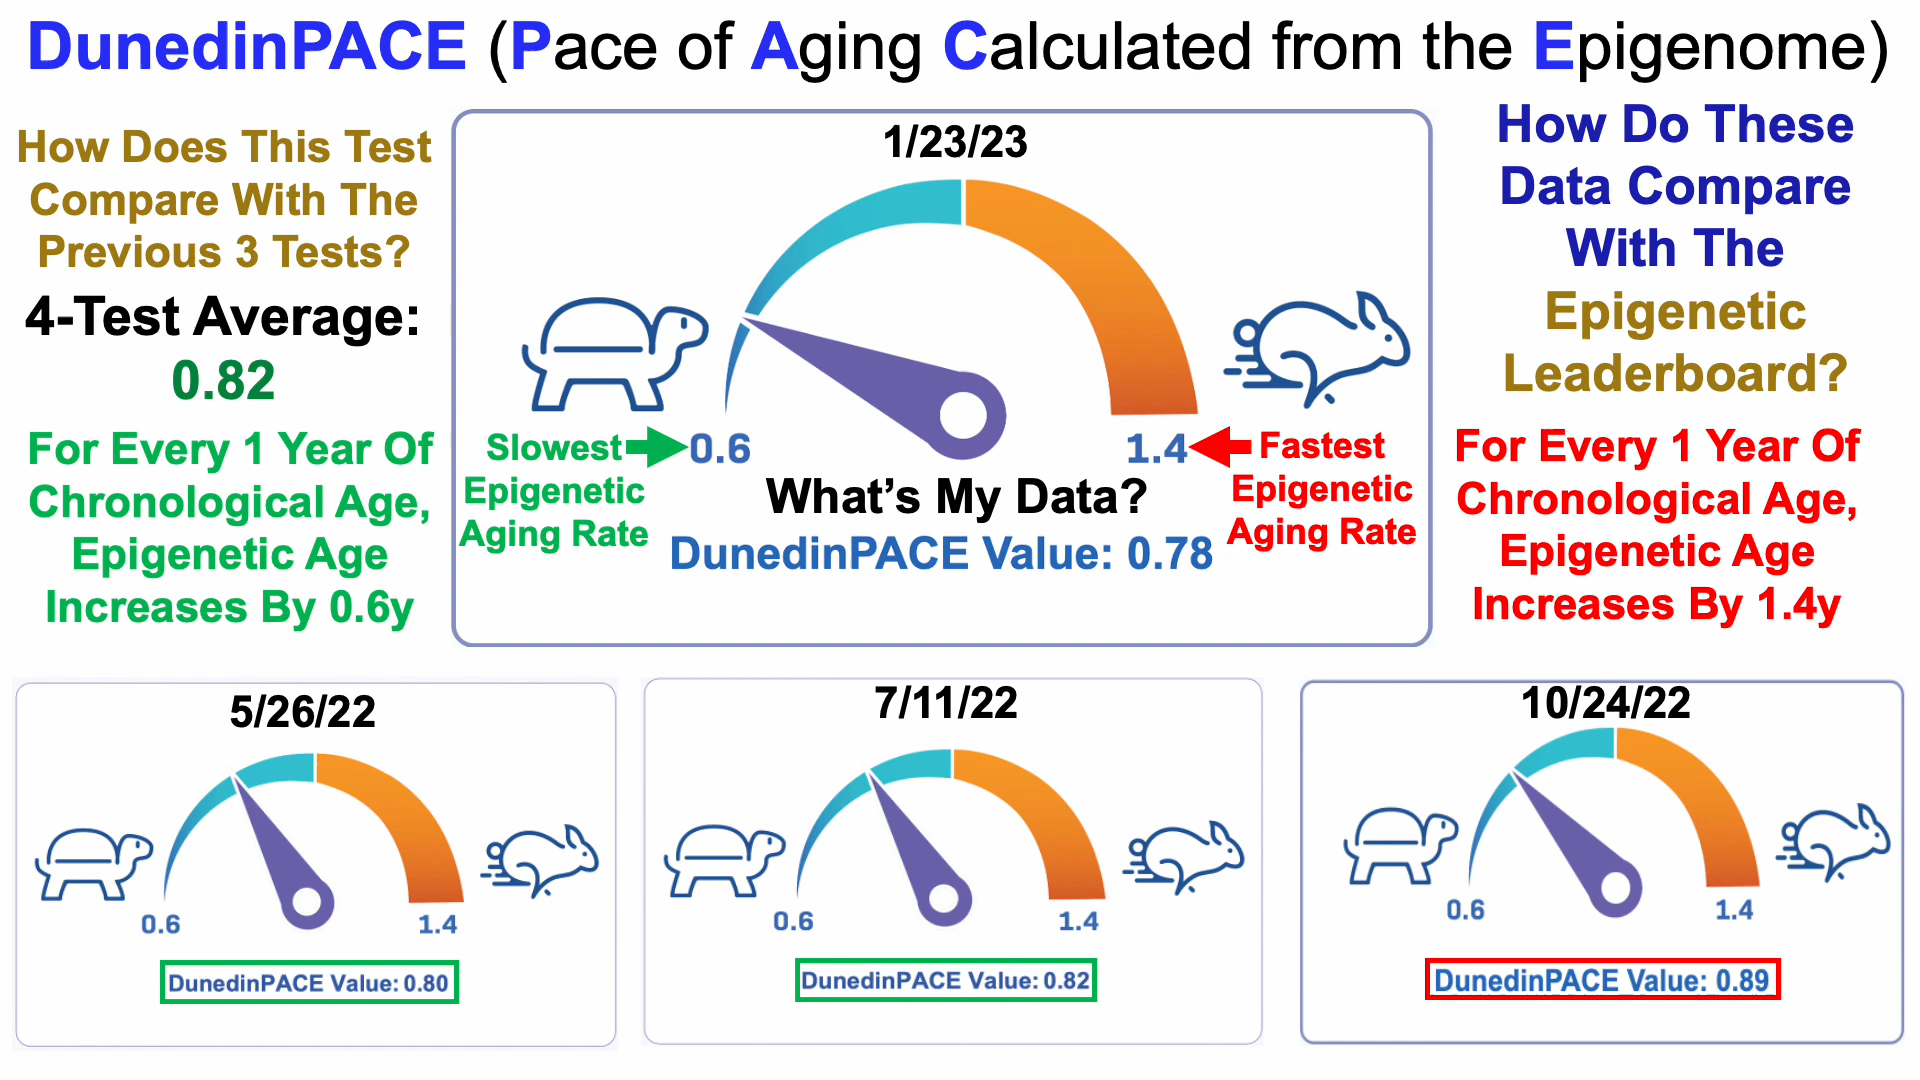 DunedinPACE (Pace of Aging Calculated from the Epigenome)
How Does This Test
Compare With The
Previous 3 Tests?
4-Test Average:
0.82
For Every 1 Year Of
Chronological Age,
Epigenetic Age
Increases By 0.6y
1/23/23
Slowest
Epigenetic
Aging Rate
0.6
1.4
Fastest
Epigenetic
Aging Rate
What's My Data?
DunedinPACE Value: 0.78
How Do These
Data Compare
With The
Epigenetic
Leaderboard?
For Every 1 Year Of
Chronological Age,
Epigenetic Age
Increases By 1.4y
5/26/22
0.6
1.4
DunedinPACE Value: 0.80
7/11/22
0.6
1.4
DunedinPACE Value: 0.82
10/24/22
0.6
1.4
DunedinPACE Value: 0.89